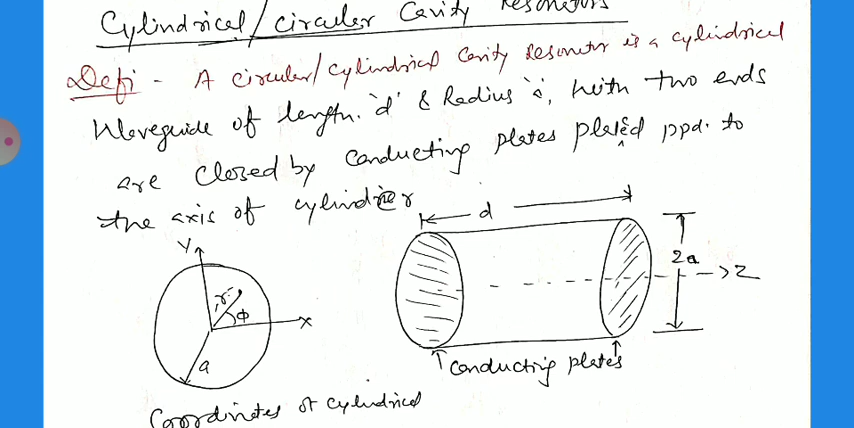 Cylindrical/circular Cavity Resonators
Defi - A circular/cylindrical Cavity Resonator is a cylindrical
Waveguide of length 'd' & Radius 'a', with two ends
are closed by conducting plates placed ppd. to
the axis of cylinder
d
Y
r
φ
X
a
2a
Z
Conducting plates
Coordinates of cylindrical